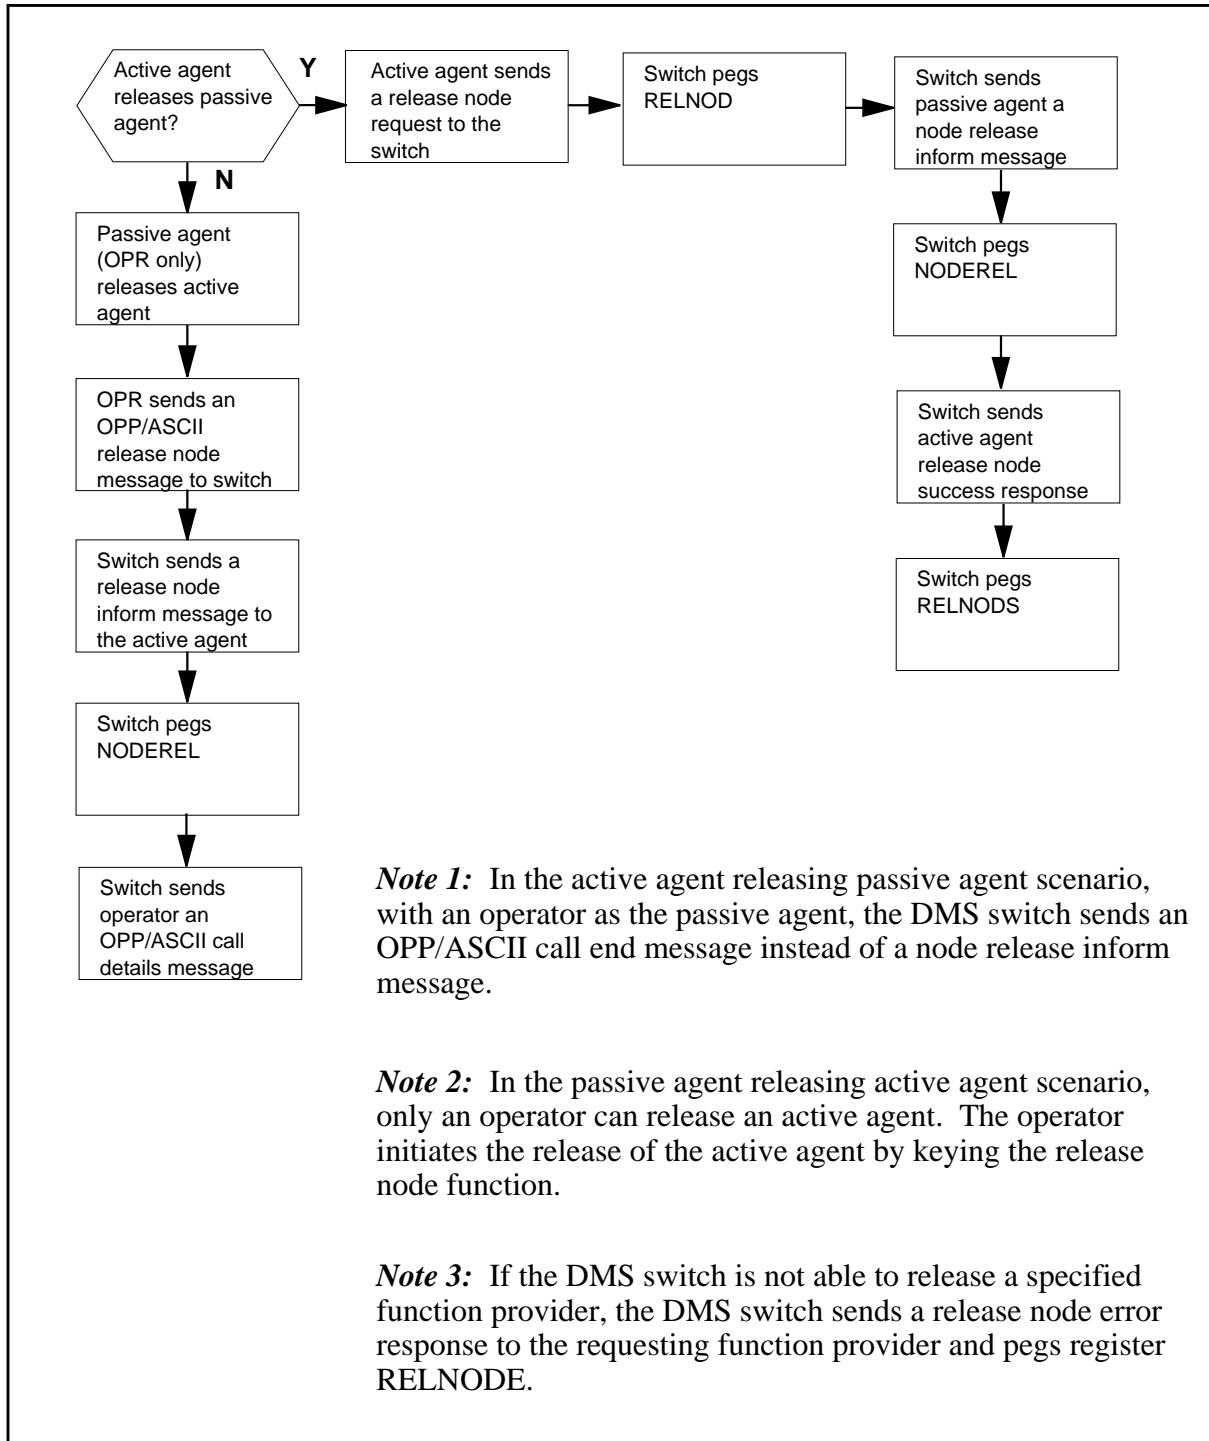 Active agent
releases passive
agent?
Y
N
Active agent sends
a release node
request to the
switch
Switch pegs
RELNOD
Switch sends
passive agent a
node release
inform message
Switch pegs
NODEREL
Switch sends
active agent
release node
success response
Switch pegs
RELNODS
Passive agent
(OPR only)
releases active
agent
OPR sends an
OPP/ASCII
release node
message to switch
Switch sends a
release node
inform message to
the active agent
Switch pegs
NODEREL
Switch sends
operator an
OPP/ASCII call
details message
Note 1: In the active agent releasing passive agent scenario,
with an operator as the passive agent, the DMS switch sends an
OPP/ASCII call end message instead of a node release inform
message.
Note 2: In the passive agent releasing active agent scenario,
only an operator can release an active agent. The operator
initiates the release of the active agent by keying the release
node function.
Note 3: If the DMS switch is not able to release a specified
function provider, the DMS switch sends a release node error
response to the requesting function provider and pegs register
RELNODE.